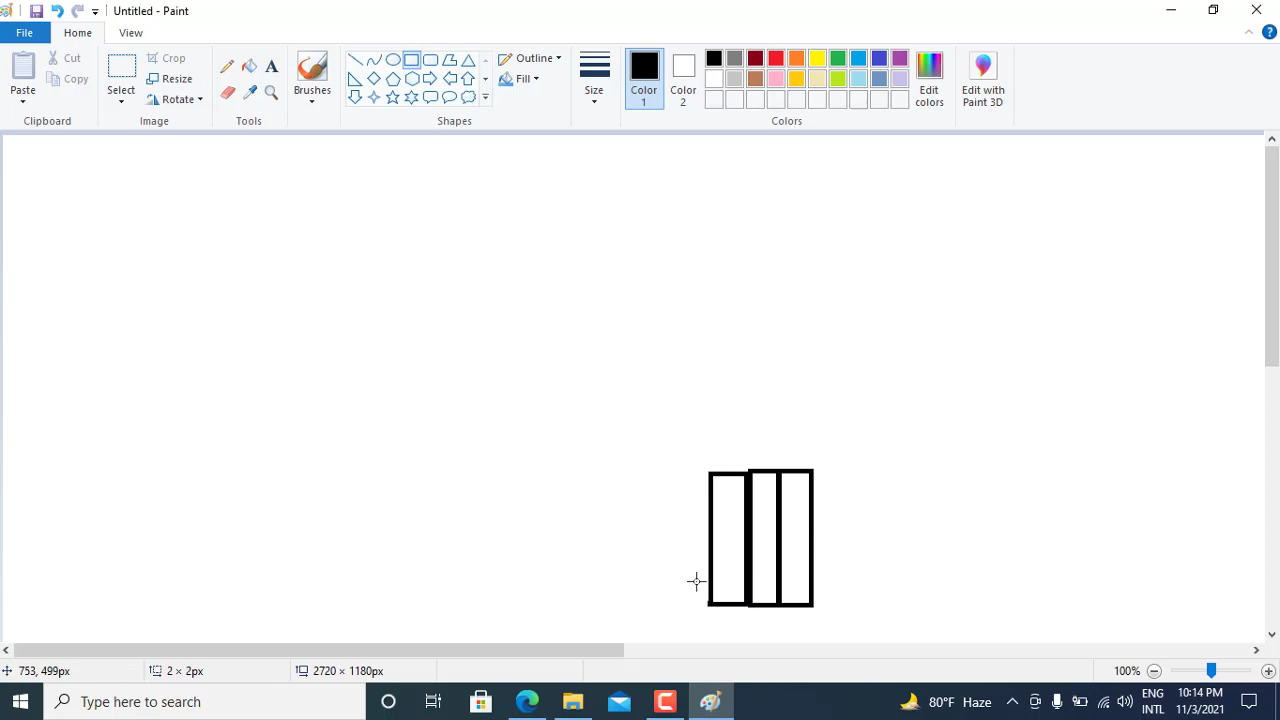 Untitled - Paint
File Home View
Paste Cut Copy Clipboard
Select Crop Resize Rotate Image
A Tools
Brushes
Outline Fill Shapes
Size
Color 1 Color 2 Edit colors Colors
Edit with Paint 3D
753, 499px 2 × 2px 2720 × 1180px 100%
Type here to search 80°F Haze ENG INTL 10:14 PM 11/3/2021